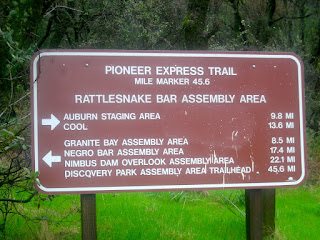 PIONEER EXPRESS TRAIL
MILE MARKER 45.6
RATTLESNAKE BAR ASSEMBLY AREA
AUBURN STAGING AREA 9.8 MI
COOL 13.6 MI
GRANITE BAY ASSEMBLY AREA 8.5 MI
NEGRO BAR ASSEMBLY AREA 17.4 MI
NIMBUS DAM OVERLOOK ASSEMBLY AREA 22.1 MI
DISCOVERY PARK ASSEMBLY AREA TRAILHEAD 45.6 MI